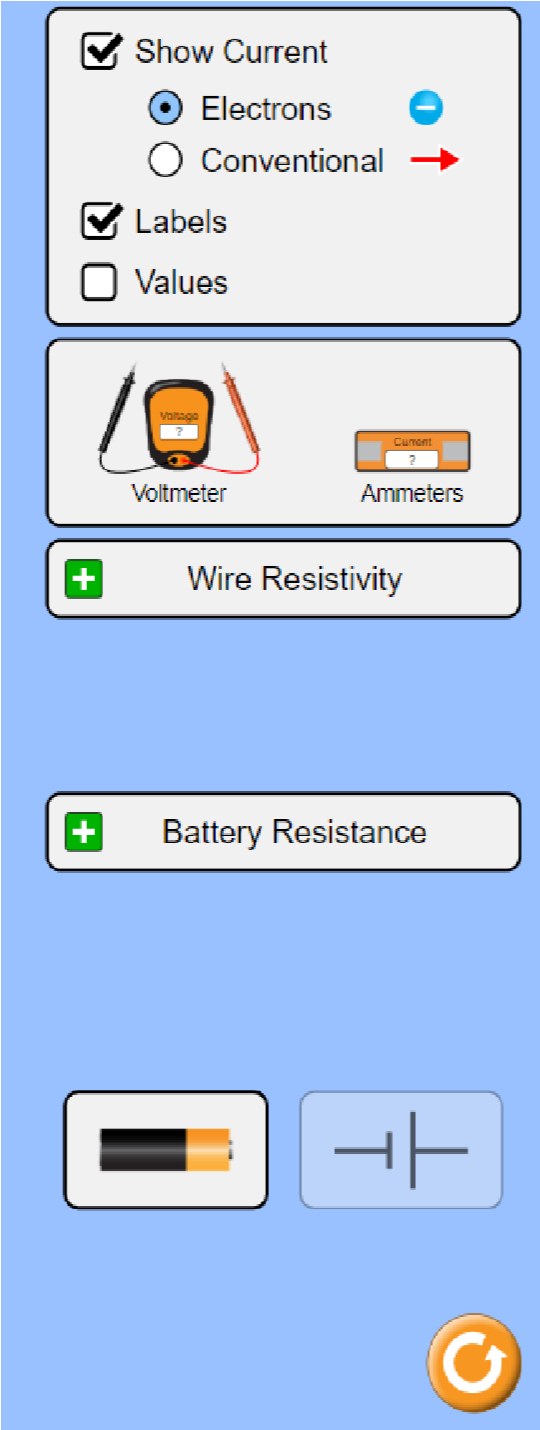 Show Current
Electrons
Conventional
Labels
Values
Voltage
?
Current
?
Voltmeter
Ammeters
Wire Resistivity
Battery Resistance